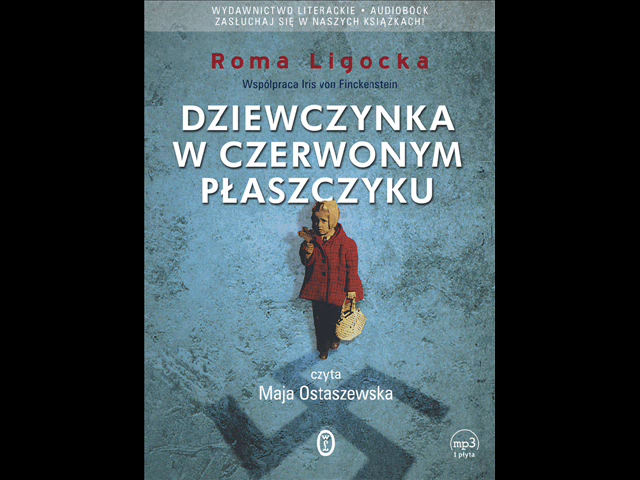 WYDAWNICTWO LITERACKIE • AUDIOBOOK
ZASŁUCHAJ SIĘ W NASZYCH KSIĄŻKACH!
Roma Ligocka
Współpraca Iris von Finckenstein
DZIEWCZYNKA
W CZERWONYM
PŁASZCZYKU
czyta
Maja Ostaszewska
mp3
1 płyta